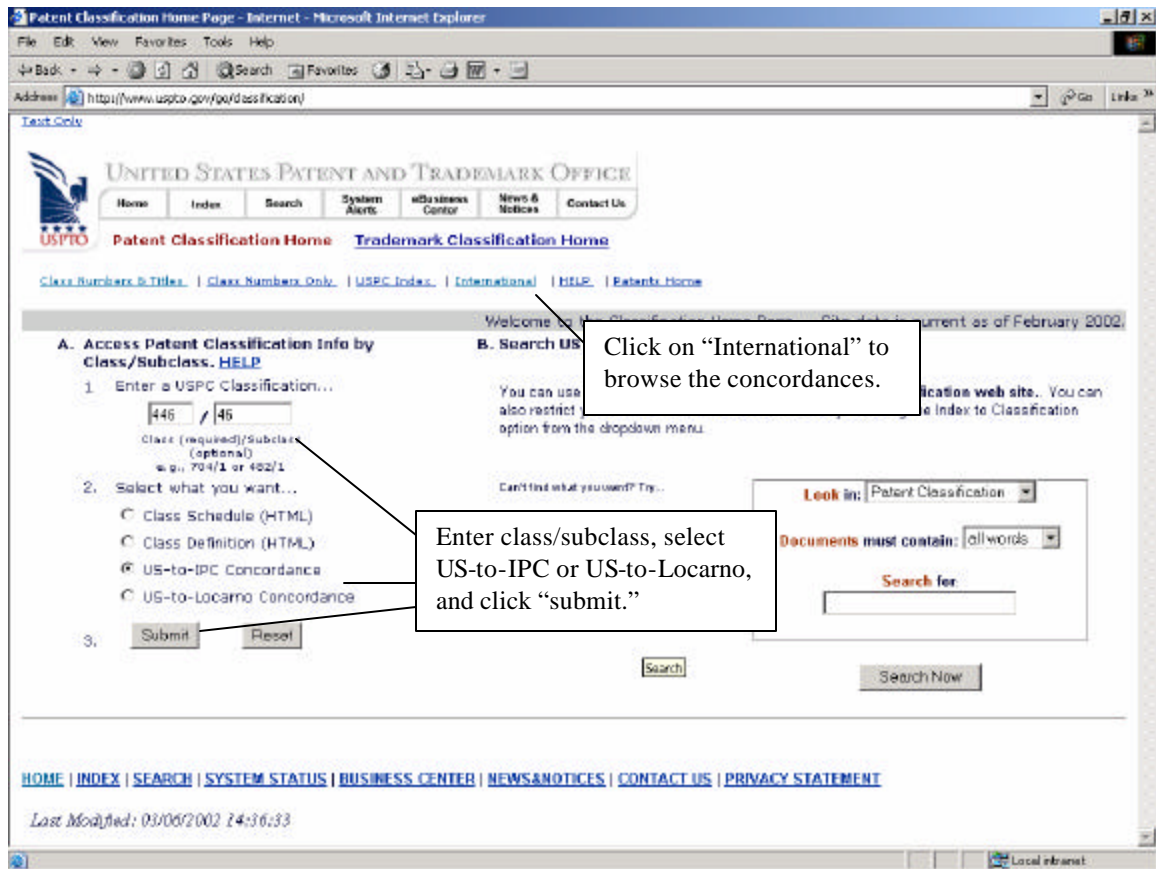 Patent Classification Home Page - Internet - Microsoft Internet Explorer
File Edit View Favorites Tools Help
Back Search Favorites
Address http://www.uspto.gov/go/classification/ Go Links »
Text Only
UNITED STATES PATENT AND TRADEMARK OFFICE
Home Index Search System Alerts eBusiness Center News & Notices Contact Us
USPTO Patent Classification Home Trademark Classification Home
Class Numbers & Titles | Class Numbers Only | USPC Index | International | HELP | Patents Home
Welcome to the Classification Home Page Site data is current as of February 2002.
A. Access Patent Classification Info by
Class/Subclass. HELP
1 Enter a USPC Classification...
446 / 46
Class (required)/Subclass
(optional)
e.g., 704/1 or 482/1
2. Select what you want...
Class Schedule (HTML)
Class Definition (HTML)
US-to-IPC Concordance
US-to-Locarno Concordance
3. Submit Reset
B. Search US
You can use ification web site. You can
also restrict y e Index to Classification
option from the dropdown menu.
Can't find what you want? Try...
Click on “International” to
browse the concordances.
Enter class/subclass, select
US-to-IPC or US-to-Locarno,
and click “submit.”
Look in: Patent Classification
Documents must contain: all words
Search for
Search
Search Now
HOME | INDEX | SEARCH | SYSTEM STATUS | BUSINESS CENTER | NEWS&NOTICES | CONTACT US | PRIVACY STATEMENT
Last Modified: 03/06/2002 14:36:33
Local intranet